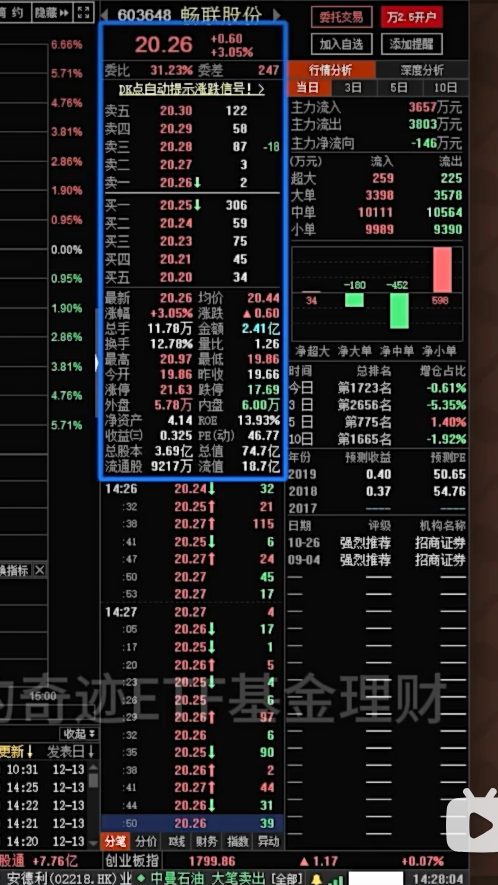 隐藏
603648 畅联股份
委托交易 万2.5开户
加入自选 添加提醒
20.26 +0.60 +3.05%
委比 31.23% 委差 247
DK点自动提示涨跌信号!>
卖五 20.30 122
卖四 20.29 58
卖三 20.28 87 -18
卖二 20.27 3
卖一 20.26↓ 2
买一 20.25↓ 306
买二 20.24 59
买三 20.23 75
买四 20.21 45
买五 20.20 34
最新 20.26 均价 20.44
涨幅 +3.05% 涨跌 ▲0.60
总手 11.78万 金额 2.41亿
换手 12.78% 量比 1.26
最高 20.97 最低 19.86
今开 19.86 昨收 19.66
涨停 21.63 跌停 17.69
外盘 5.78万 内盘 6.00万
净资产 4.14 ROE 13.93%
收益(三) 0.325 PE(动) 46.77
总股本 3.69亿 总值 74.7亿
流通股 9217万 流值 18.7亿
14:26 20.24↓ 32
:32 20.25↑ 21
:38 20.27↑ 115
:41 20.25↓ 6
:47 20.27↑ 24
:50 20.27 45
:53 20.27 17
14:27 20.27 4
:05 20.26↓ 17
:17 20.25↓ 1
:20 20.26↑ 5
:23 20.25↓ 4
:28 20.25 6
:29 20.26↑ 97
:32 20.26 6
:35 20.25↓ 90
:38 20.26↑ 2
:41 20.27↑ 44
:44 20.26↓ 31
:50 20.26 39
分笔 分价 K线 财务 指数 异动
行情分析 深度分析
当日 3日 5日 10日
主力流入 3657万元
主力流出 3803万元
主力净流向 -146万元
(万元) 流入 流出
超大 259 225
大单 3398 3578
中单 10111 10564
小单 9989 9390
34 -180 -452 598
净超大 净大单 净中单 净小单
时间 总排名 增仓占比
今日 第1723名 -0.61%
3 日 第2656名 -5.35%
5 日 第775名 1.40%
10日 第1665名 -1.92%
年份 预测收益 预测PE
2019 0.40 50.65
2018 0.37 54.76
2017
日期 评级 机构名称
10-26 强烈推荐 招商证券
09-04 强烈推荐 招商证券
6.66%
5.71%
4.76%
3.81%
2.86%
1.90%
0.95%
0.00%
0.95%
1.90%
2.86%
3.81%
4.76%
5.71%
换指标
15:00
的奇迹ETF基金理财
收起
更新↓ 发表日↓
10:31 12-13
14:25 12-13
14:22 12-13
14:21 12-13
14:20 12-13
股通 +7.76亿 创业板指 1799.86 ▲1.17 +0.07%
安德利(02218.HK)业 中曼石油 大笔卖出 [全部] 14:28:04